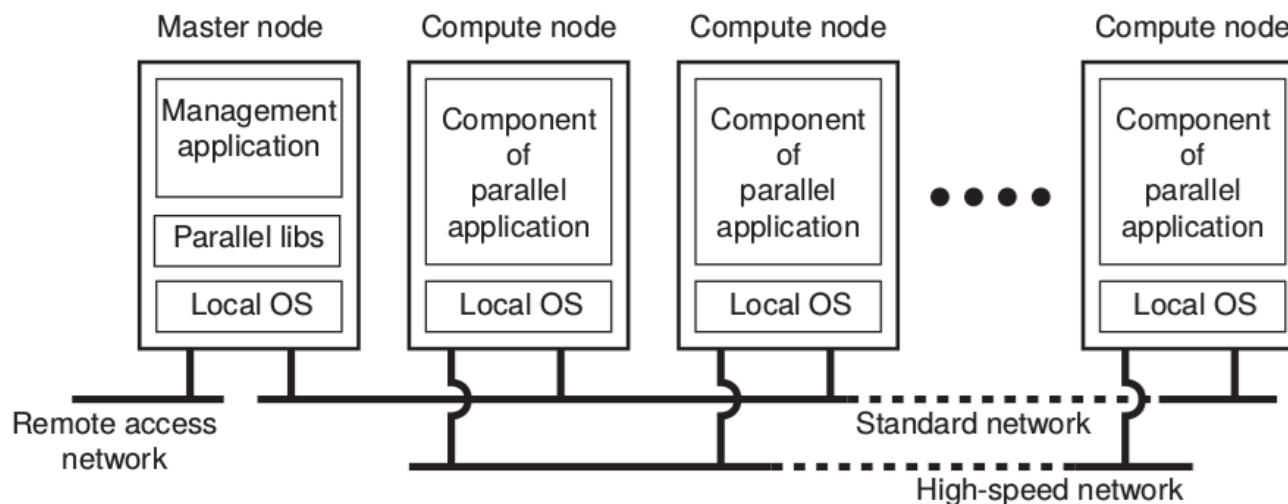 Master node
Compute node
Compute node
Compute node
Management
application
Parallel libs
Local OS
Component
of
parallel
application
Local OS
Component
of
parallel
application
Local OS
Component
of
parallel
application
Local OS
Remote access
network
Standard network
High-speed network